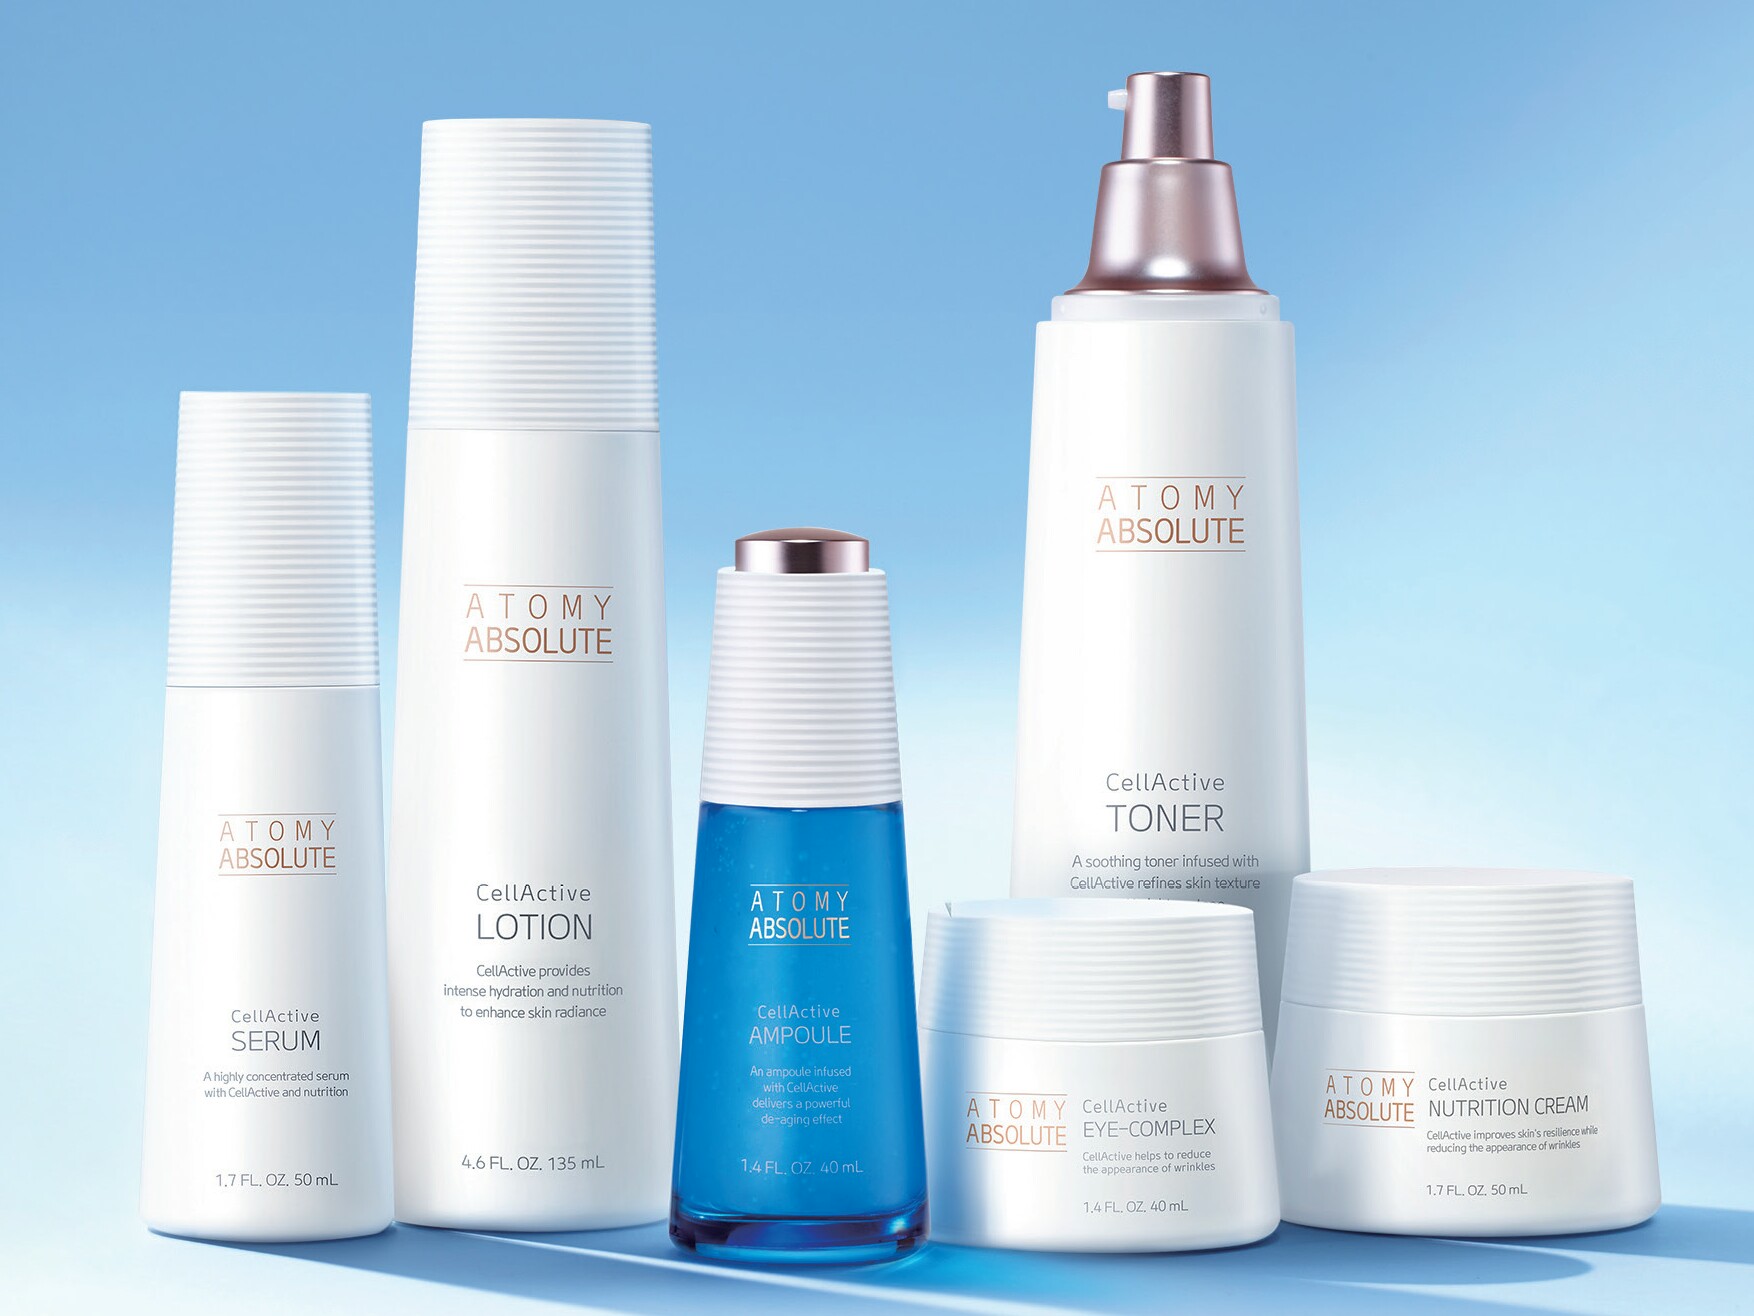 ATOMY
ABSOLUTE
CellActive
SERUM
A highly concentrated serum
with CellActive and nutrition
1.7 FL. OZ. 50 mL
ATOMY
ABSOLUTE
CellActive
LOTION
CellActive provides
intense hydration and nutrition
to enhance skin radiance
4.6 FL. OZ. 135 mL
ATOMY
ABSOLUTE
CellActive
AMPOULE
An ampoule infused
with CellActive
delivers a powerful
de-aging effect
1.4 FL. OZ. 40 mL
ATOMY
ABSOLUTE
CellActive
TONER
A soothing toner infused with
CellActive refines skin texture
ATOMY
ABSOLUTE
CellActive
EYE-COMPLEX
CellActive helps to reduce
the appearance of wrinkles
1.4 FL. OZ. 40 mL
ATOMY
ABSOLUTE
CellActive
NUTRITION CREAM
CellActive improves skin's resilience while
reducing the appearance of wrinkles
1.7 FL. OZ. 50 mL